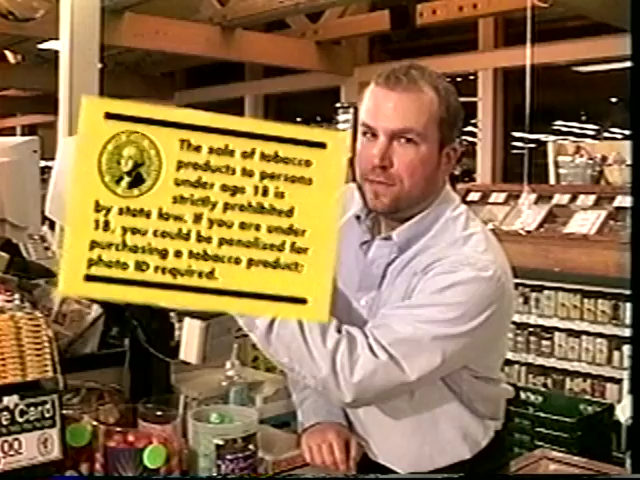 The sale of tobacco
products to persons
under age 18 is
strictly prohibited
by state law. If you are under
18, you could be penalized for
purchasing a tobacco product;
photo ID required.
e Card